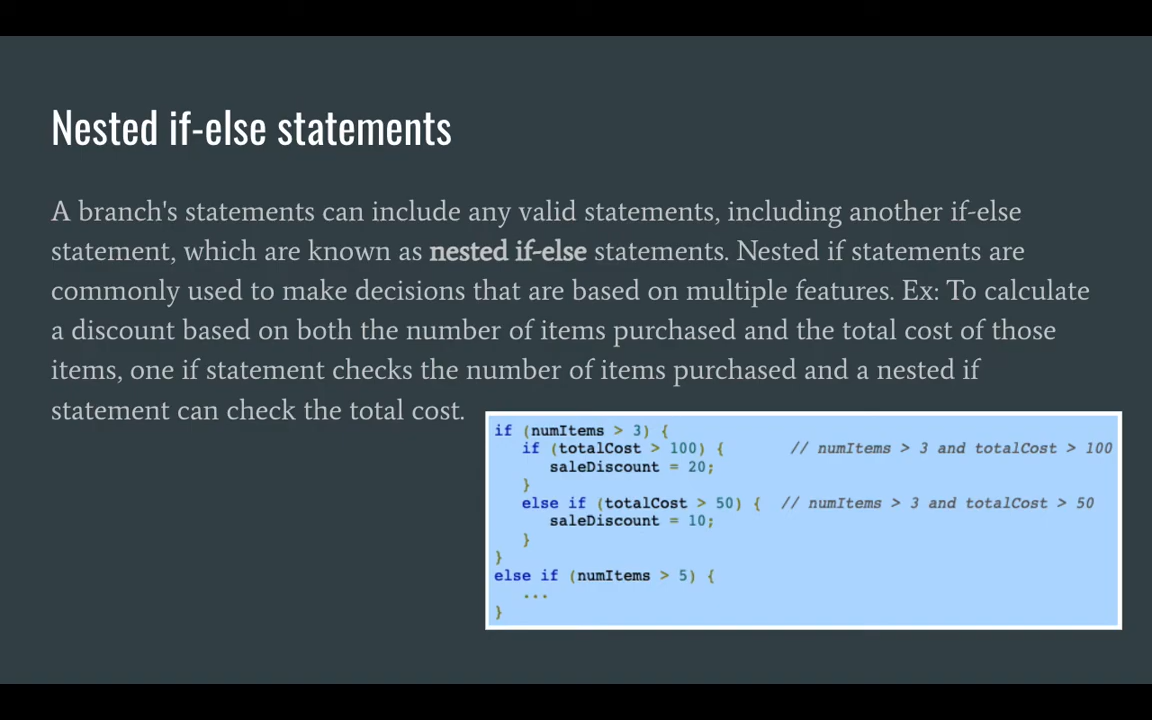 Nested if-else statements
A branch's statements can include any valid statements, including another if-else
statement, which are known as nested if-else statements. Nested if statements are
commonly used to make decisions that are based on multiple features. Ex: To calculate
a discount based on both the number of items purchased and the total cost of those
items, one if statement checks the number of items purchased and a nested if
statement can check the total cost.
if (numItems > 3) {
   if (totalCost > 100) {       // numItems > 3 and totalCost > 100
      saleDiscount = 20;
   }
   else if (totalCost > 50) {  // numItems > 3 and totalCost > 50
      saleDiscount = 10;
   }
}
else if (numItems > 5) {
   ...
}